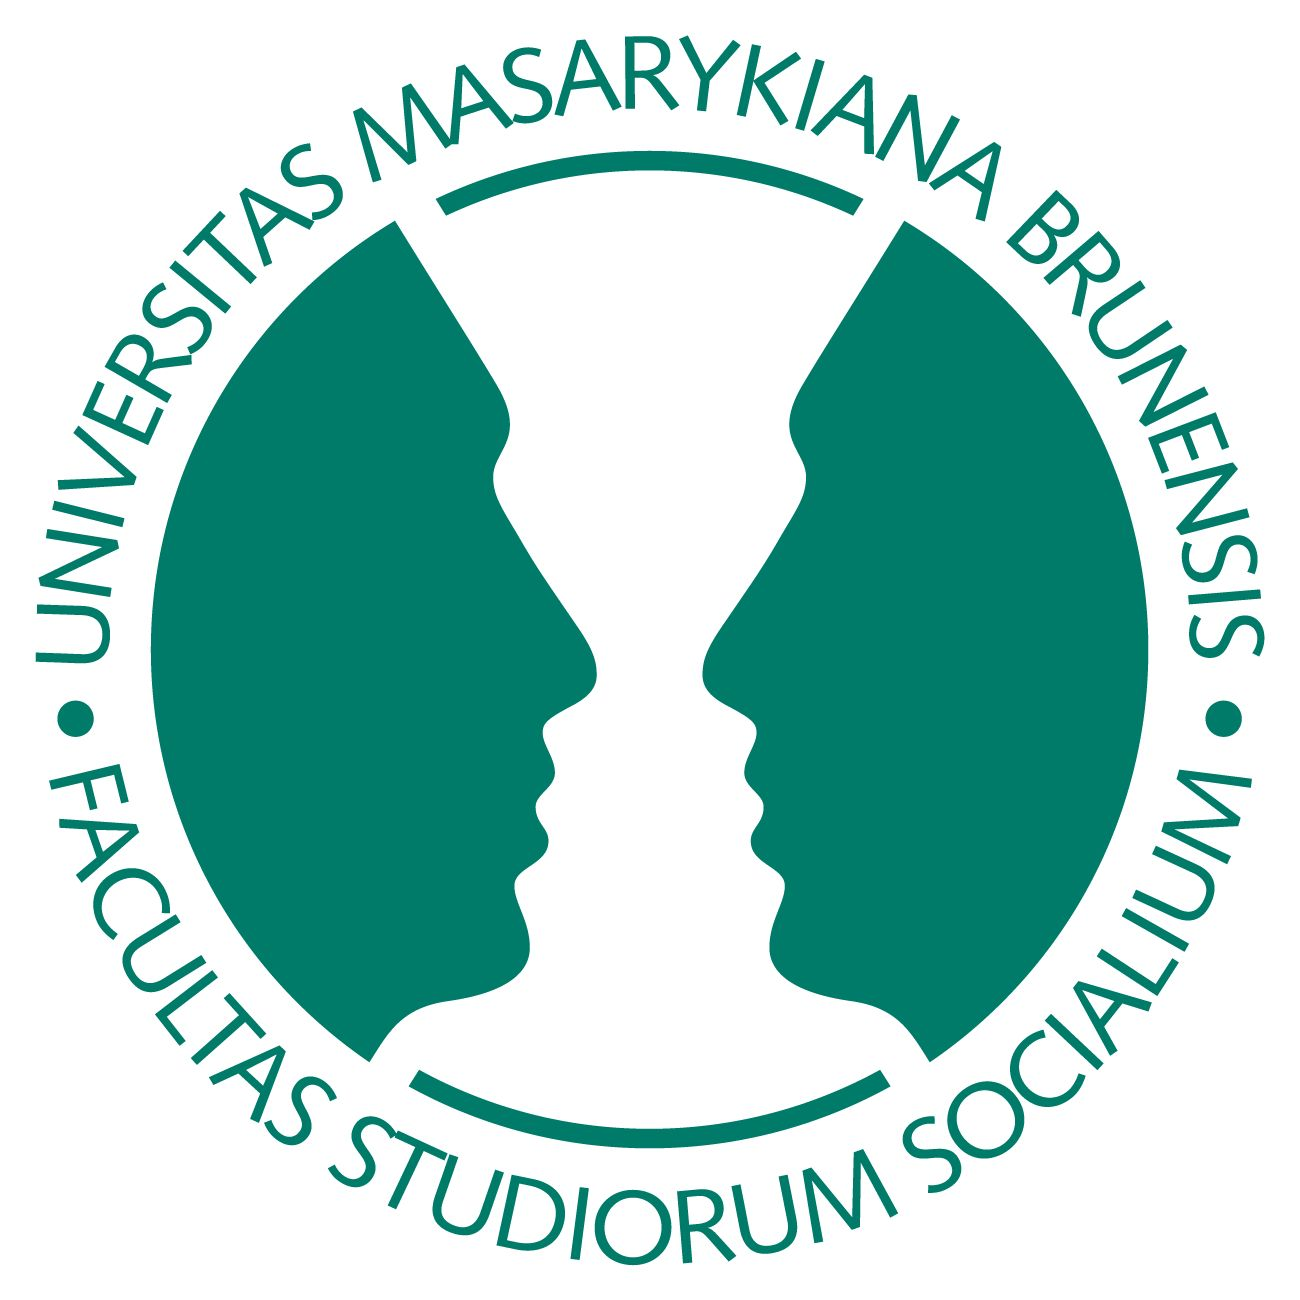 UNIVERSITAS MASARYKIANA BRUNENSIS
• FACULTAS STUDIORUM SOCIALIUM •